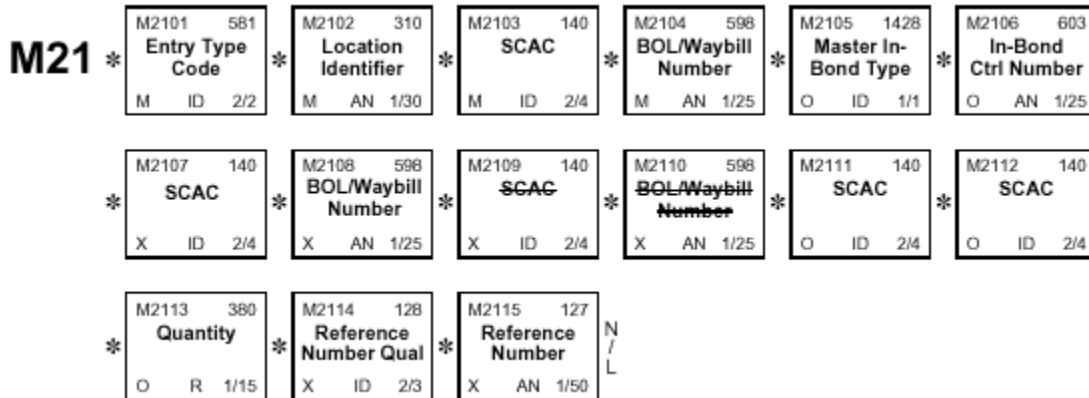 M21 * M2101 581 * M2102 310 * M2103 140 * M2104 598 * M2105 1428 * M2106 603
Entry Type Code
Location Identifier
SCAC
BOL/Waybill Number
Master In-Bond Type
In-Bond Ctrl Number
M ID 2/2
M AN 1/30
M ID 2/4
M AN 1/25
O ID 1/1
O AN 1/25
* M2107 140 * M2108 598 * M2109 140 * M2110 598 * M2111 140 * M2112 140
SCAC
BOL/Waybill Number
SCAC
BOL/Waybill Number
SCAC
SCAC
X ID 2/4
X AN 1/25
X ID 2/4
X AN 1/25
O ID 2/4
O ID 2/4
* M2113 380 * M2114 128 * M2115 127
Quantity
Reference Number Qual
Reference Number
O R 1/15
X ID 2/3
X AN 1/50
N
/
L